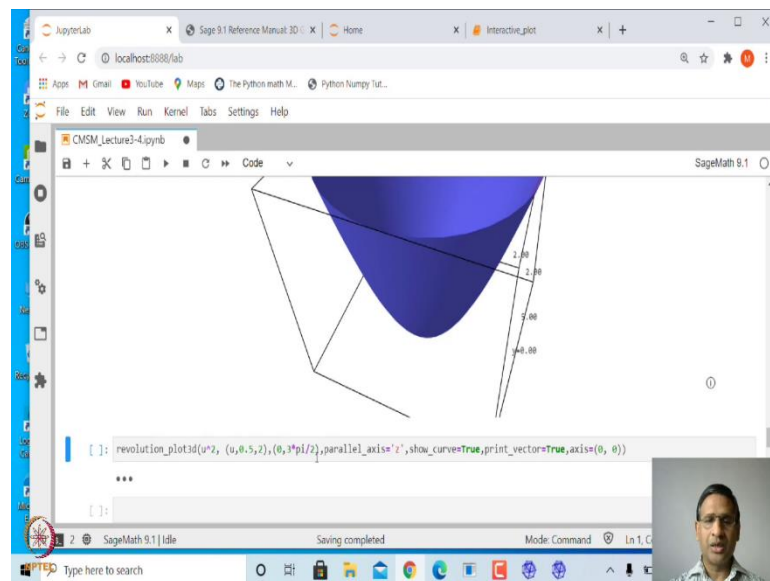 JupyterLab Sage 9.1 Reference Manual: 3D G Home Interactive_plot
localhost:8888/lab
Apps Gmail YouTube Maps The Python math M... Python Numpy Tut...
File Edit View Run Kernel Tabs Settings Help
CMSM_Lecture3-4.ipynb
Code SageMath 9.1
2.00
2.00
5.00
y=0.00
[ ]: revolution_plot3d(u^2, (u,0.5,2),(0,3*pi/2),parallel_axis='z',show_curve=True,print_vector=True,axis=(0, 0))
•••
[ ]:
2 SageMath 9.1 | Idle Saving completed Mode: Command Ln 1,
NPTEL Type here to search